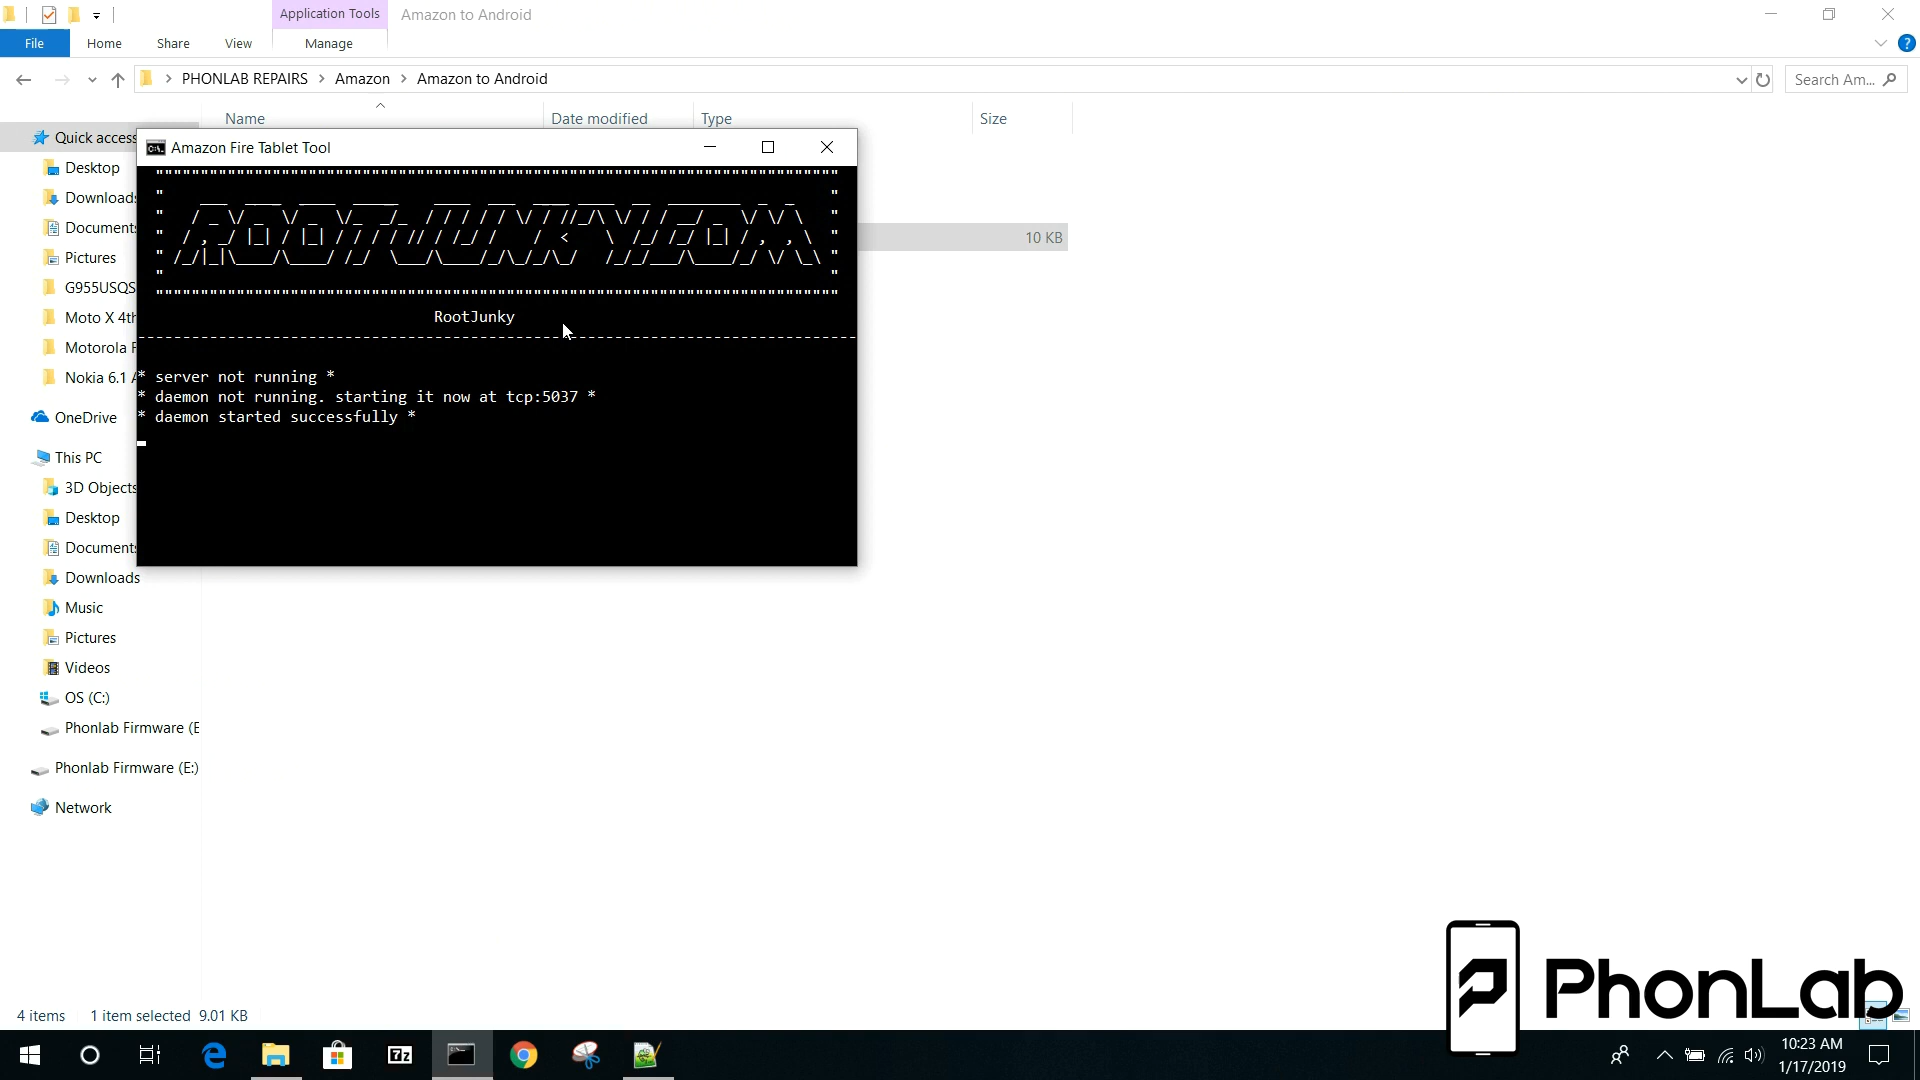 Application Tools
Amazon to Android
File
Home
Share
View
Manage
PHONLAB REPAIRS
Amazon
Amazon to Android
Search Am...
Name
Date modified
Type
Size
Quick access
Desktop
Downloads
Documents
Pictures
G955USQS
Moto X 4th
Motorola
Nokia 6.1
OneDrive
This PC
3D Objects
Desktop
Documents
Downloads
Music
Pictures
Videos
OS (C:)
Phonlab Firmware (E
Phonlab Firmware (E:)
Network
10 KB
Amazon Fire Tablet Tool
ROOTJUNKY.COM
RootJunky
* server not running *
* daemon not running. starting it now at tcp:5037 *
* daemon started successfully *
PhonLab
4 items 1 item selected 9.01 KB
7z
10:23 AM
1/17/2019